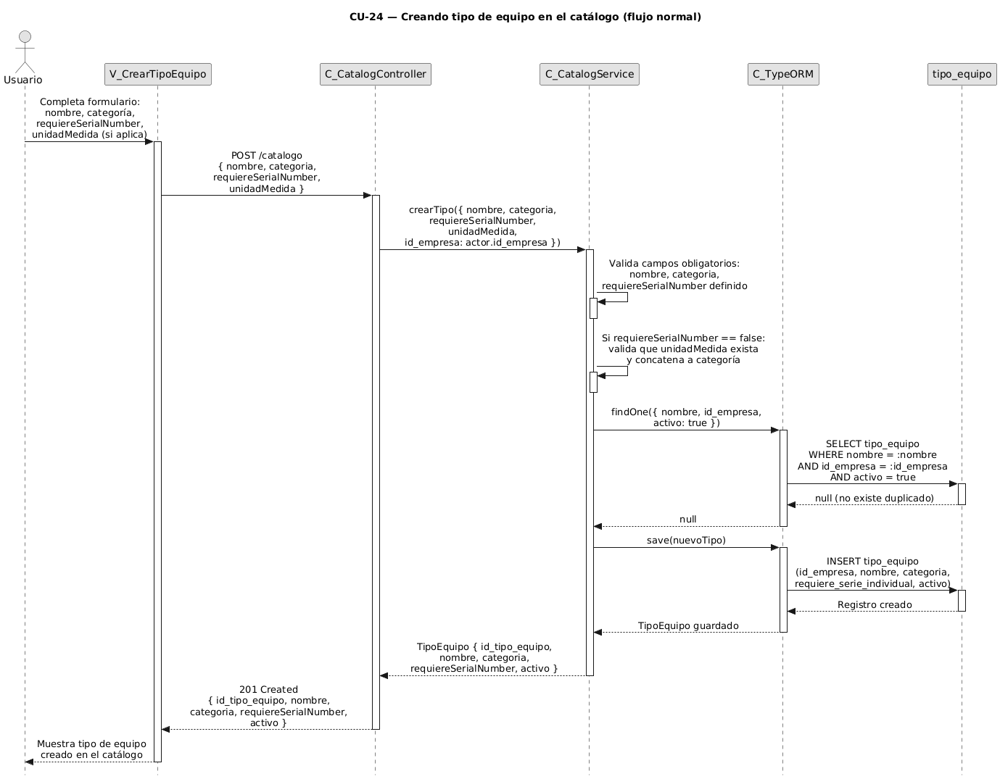 CU-24 — Creando tipo de equipo en el catálogo (flujo normal)
Usuario
V_CrearTipoEquipo
C_CatalogController
C_CatalogService
C_TypeORM
tipo_equipo
Completa formulario:
nombre, categoría,
requiereSerialNumber,
unidadMedida (si aplica)
POST /catalogo
{ nombre, categoria,
requiereSerialNumber,
unidadMedida }
crearTipo({ nombre, categoria,
requiereSerialNumber,
unidadMedida,
id_empresa: actor.id_empresa })
Valida campos obligatorios:
nombre, categoria,
requiereSerialNumber definido
Si requiereSerialNumber == false:
valida que unidadMedida exista
y concatena a categoría
findOne({ nombre, id_empresa,
activo: true })
SELECT tipo_equipo
WHERE nombre = :nombre
AND id_empresa = :id_empresa
AND activo = true
null (no existe duplicado)
null
save(nuevoTipo)
INSERT tipo_equipo
(id_empresa, nombre, categoria,
requiere_serie_individual, activo)
Registro creado
TipoEquipo guardado
TipoEquipo { id_tipo_equipo,
nombre, categoria,
requiereSerialNumber, activo }
201 Created
{ id_tipo_equipo, nombre,
categoria, requiereSerialNumber,
activo }
Muestra tipo de equipo
creado en el catálogo